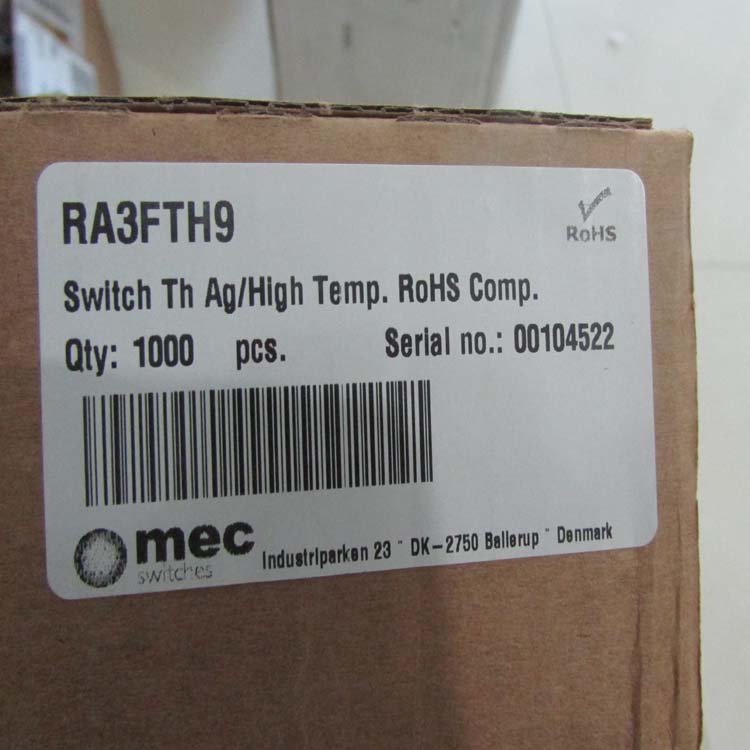 RA3FTH9
RoHS
Switch Th Ag/High Temp. RoHS Comp.
Qty: 1000 pcs. Serial no.: 00104522
mec
switches
Industriparken 23 " DK-2750 Ballerup " Denmark